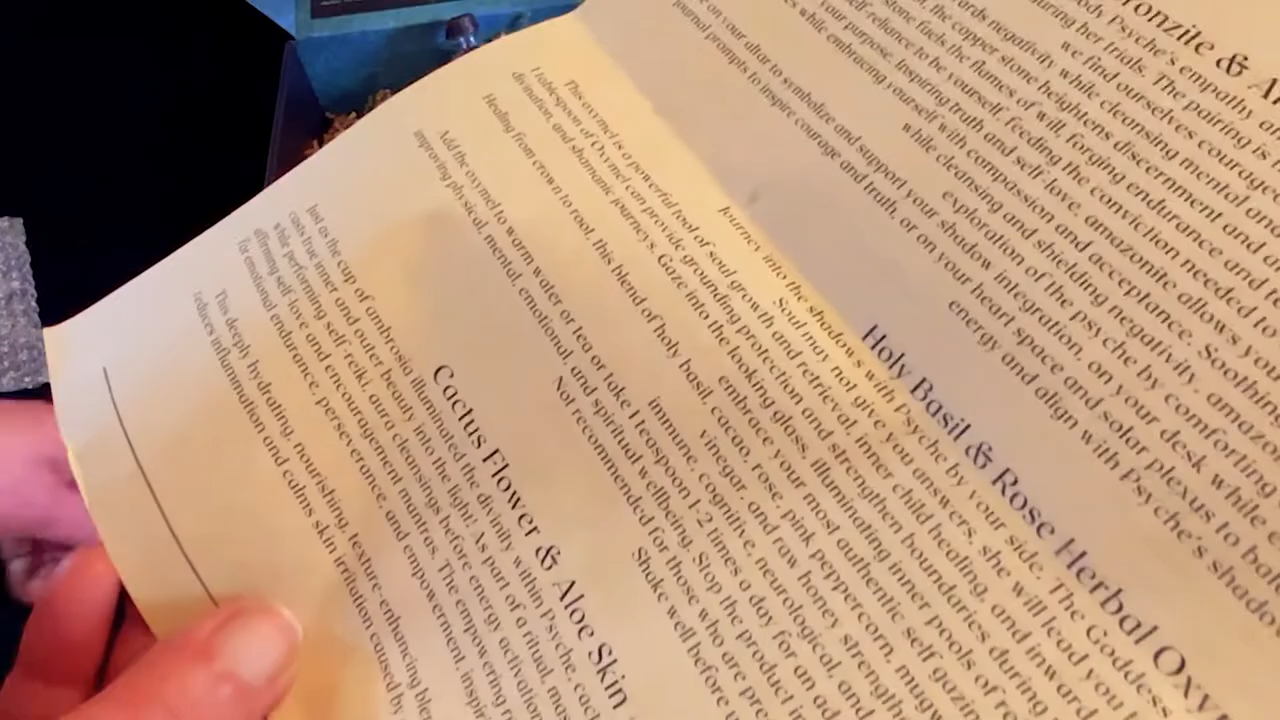 ronzite & A
ody Psyche's empathy
during her trials. The pairing is
we find ourselves courage
ards negativity while cleansing mental and
the copper stone heightens discernment and
stone fuels the flames of will, forging endurance and
self-reliance to be yourself, feeding the conviction needed to
your purpose. Inspiring truth and self-love, amazonite allows you
while embracing yourself with compassion and acceptance. Soothing
while cleansing and shielding negativity, amazo
exploration of the psyche by comforting
on your altar to symbolize and support your shadow integration, on your desk while e
journal prompts to inspire courage and truth, or on your heart space and solar plexus to bal
energy and align with Psyche's shado
Holy Basil & Rose Herbal Oxy
Journey into the shadows with Psyche by your side. The Goddess
Soul may not give you answers, she will lead you
This oxymel is a powerful tool of soul growth and retrieval, inner child healing, and inward
1 tablespoon of Oxymel can provide grounding protection and strengthen boundaries during
divination, and shamanic journeys. Gaze into the looking glass, illuminating inner pools of re
embrace your most authentic self gazin
Healing from crown to root, this blend of holy basil, cacao, rose, pink peppercorn, mugw
vinegar, and raw honey strengthe
immune, cognitive, neurological, and
Add the oxymel to warm water or tea or take 1 teaspoon 1-2 times a day for an ad
improving physical, mental, emotional, and spiritual wellbeing. Stop the product i
Not recommended for those who are pre
Shake well before
Cactus Flower & Aloe Skin
Just as the cup of ambrosia illuminated the divinity within Psyche, cact
casts true inner and outer beauty into the light! As part of a ritual, mas
while performing self-reiki, aura cleansings before energy activation
affirming self-love and encouragement mantras. The empowering
for emotional endurance, perseverance, and empowerment, inspi
This deeply hydrating, nourishing, texture-enhancing ble
reduces inflammation and calms skin irritation caused by